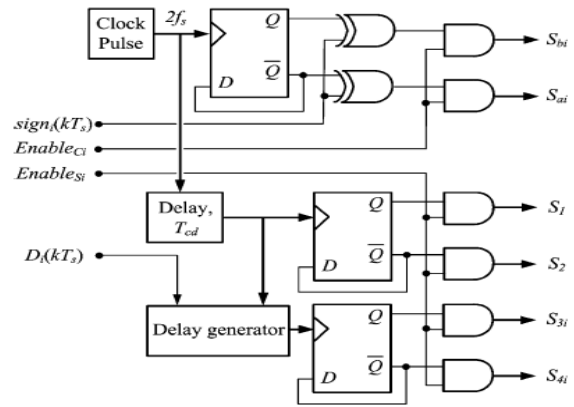 Clock
Pulse
2fs
Q
Q̅
D
Sbi
Sai
signi(kTs)
EnableCi
EnableSi
Delay,
Tcd
Q
Q̅
D
S1
S2
Di(kTs)
Delay generator
Q
Q̅
D
S3i
S4i